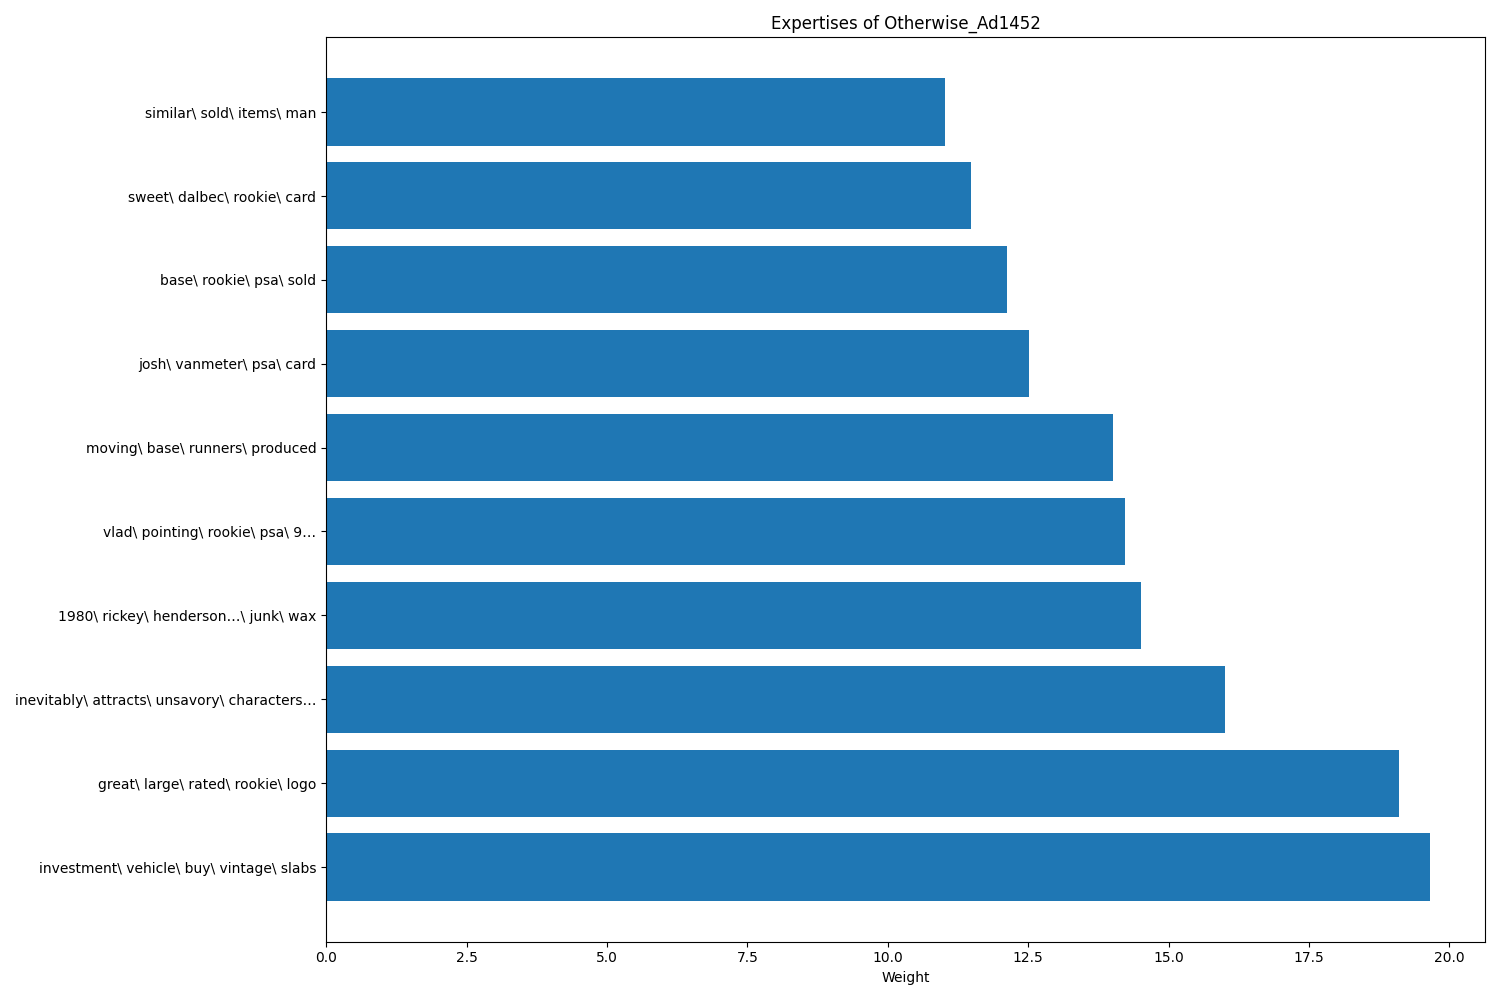 Expertises of Otherwise_Ad1452
similar\ sold\ items\ man
sweet\ dalbec\ rookie\ card
base\ rookie\ psa\ sold
josh\ vanmeter\ psa\ card
moving\ base\ runners\ produced
vlad\ pointing\ rookie\ psa\ 9…
1980\ rickey\ henderson…\ junk\ wax
inevitably\ attracts\ unsavory\ characters…
great\ large\ rated\ rookie\ logo
investment\ vehicle\ buy\ vintage\ slabs
0.0 2.5 5.0 7.5 10.0 12.5 15.0 17.5 20.0
Weight